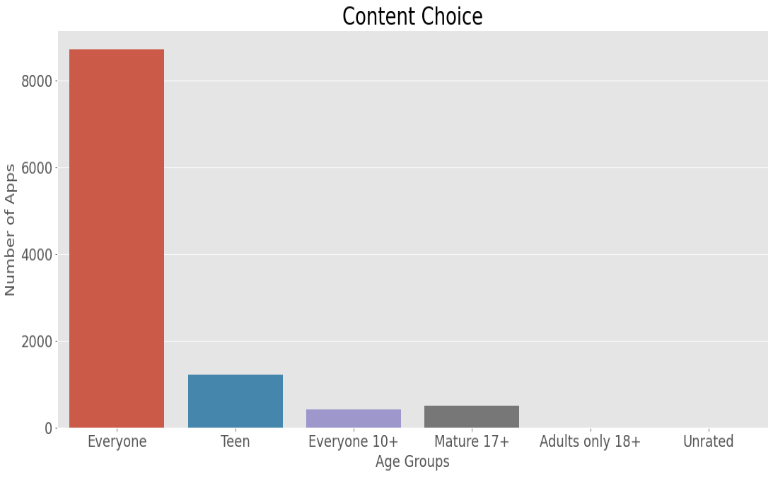 Content Choice
Number of Apps
8000
6000
4000
2000
0
Everyone
Teen
Everyone 10+
Mature 17+
Adults only 18+
Unrated
Age Groups